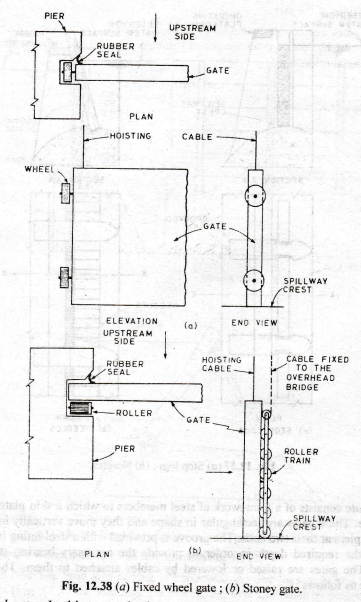 PIER
UPSTREAM
SIDE
RUBBER
SEAL
GATE
PLAN
HOISTING
CABLE
WHEEL
GATE
SPILLWAY
CREST
ELEVATION
(a)
END VIEW
UPSTREAM
SIDE
RUBBER
SEAL
HOISTING
CABLE
CABLE FIXED
TO THE
OVERHEAD
BRIDGE
ROLLER
GATE
PIER
ROLLER
TRAIN
SPILLWAY
CREST
PLAN
(b)
END VIEW
Fig. 12.38 (a) Fixed wheel gate ; (b) Stoney gate.